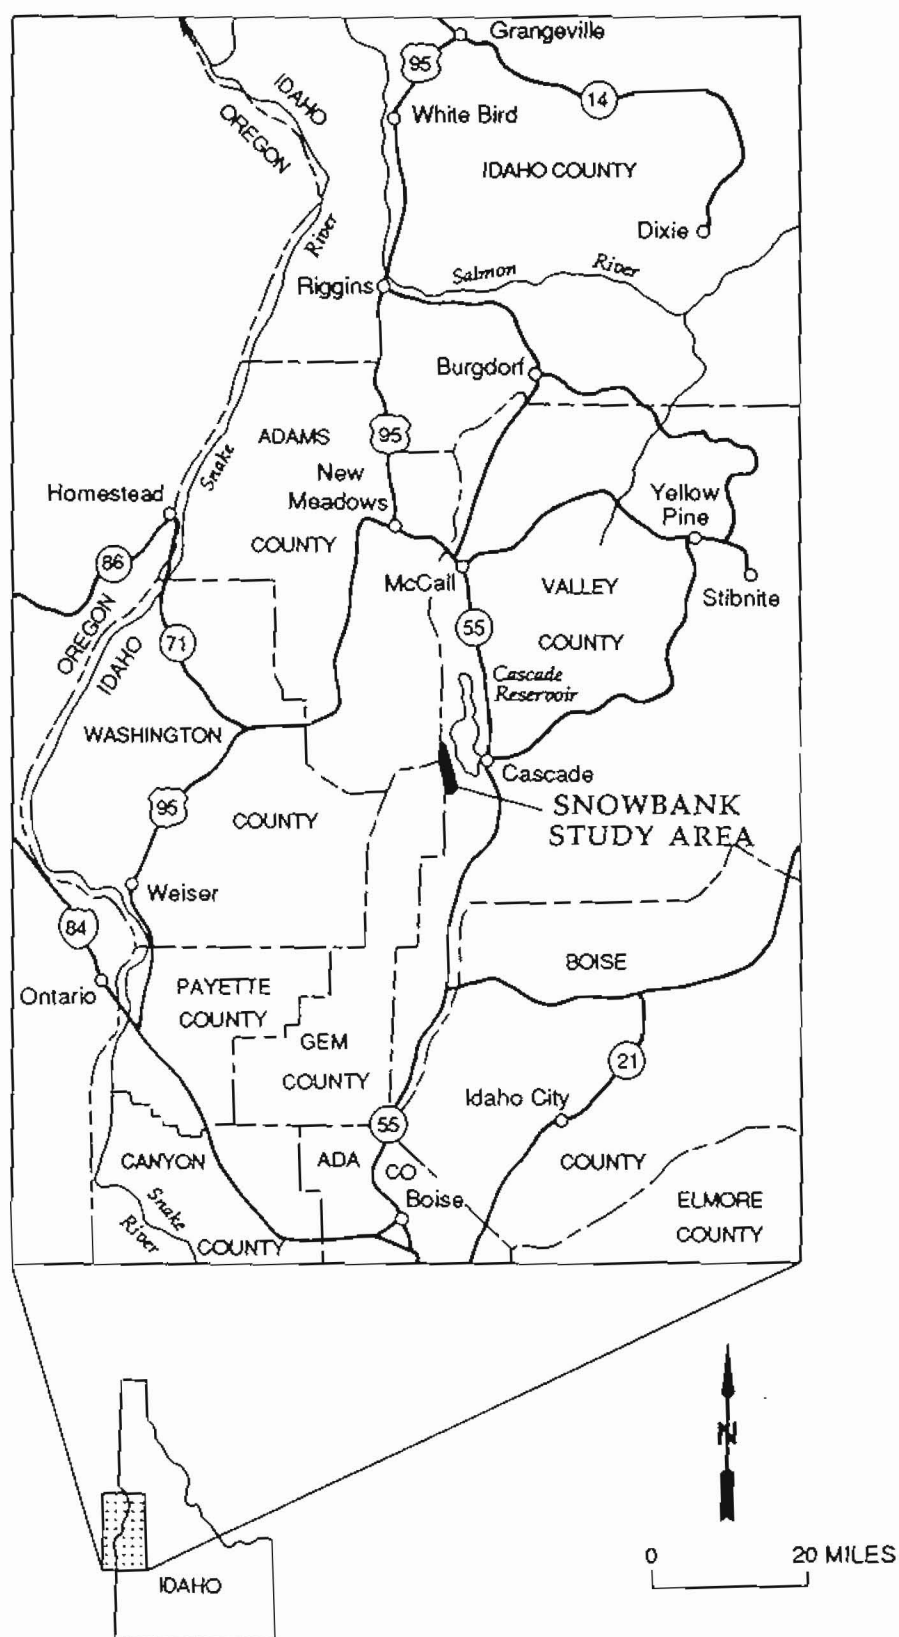 Grangeville
95
14
IDAHO
OREGON
White Bird
IDAHO COUNTY
Dixie
River
Salmon River
Riggins
Burgdorf
ADAMS
95
Snake
New
Meadows
Homestead
Yellow
Pine
COUNTY
86
McCall
VALLEY
Stibnite
OREGON
IDAHO
71
55
COUNTY
Cascade
Reservoir
WASHINGTON
Cascade
95
COUNTY
SNOWBANK
STUDY AREA
Weiser
84
Ontario
PAYETTE
COUNTY
BOISE
GEM
COUNTY
21
Idaho City
55
CANYON
ADA
CO
COUNTY
Snake
River
Boise
ELMORE
COUNTY
COUNTY
N
0 20 MILES
IDAHO